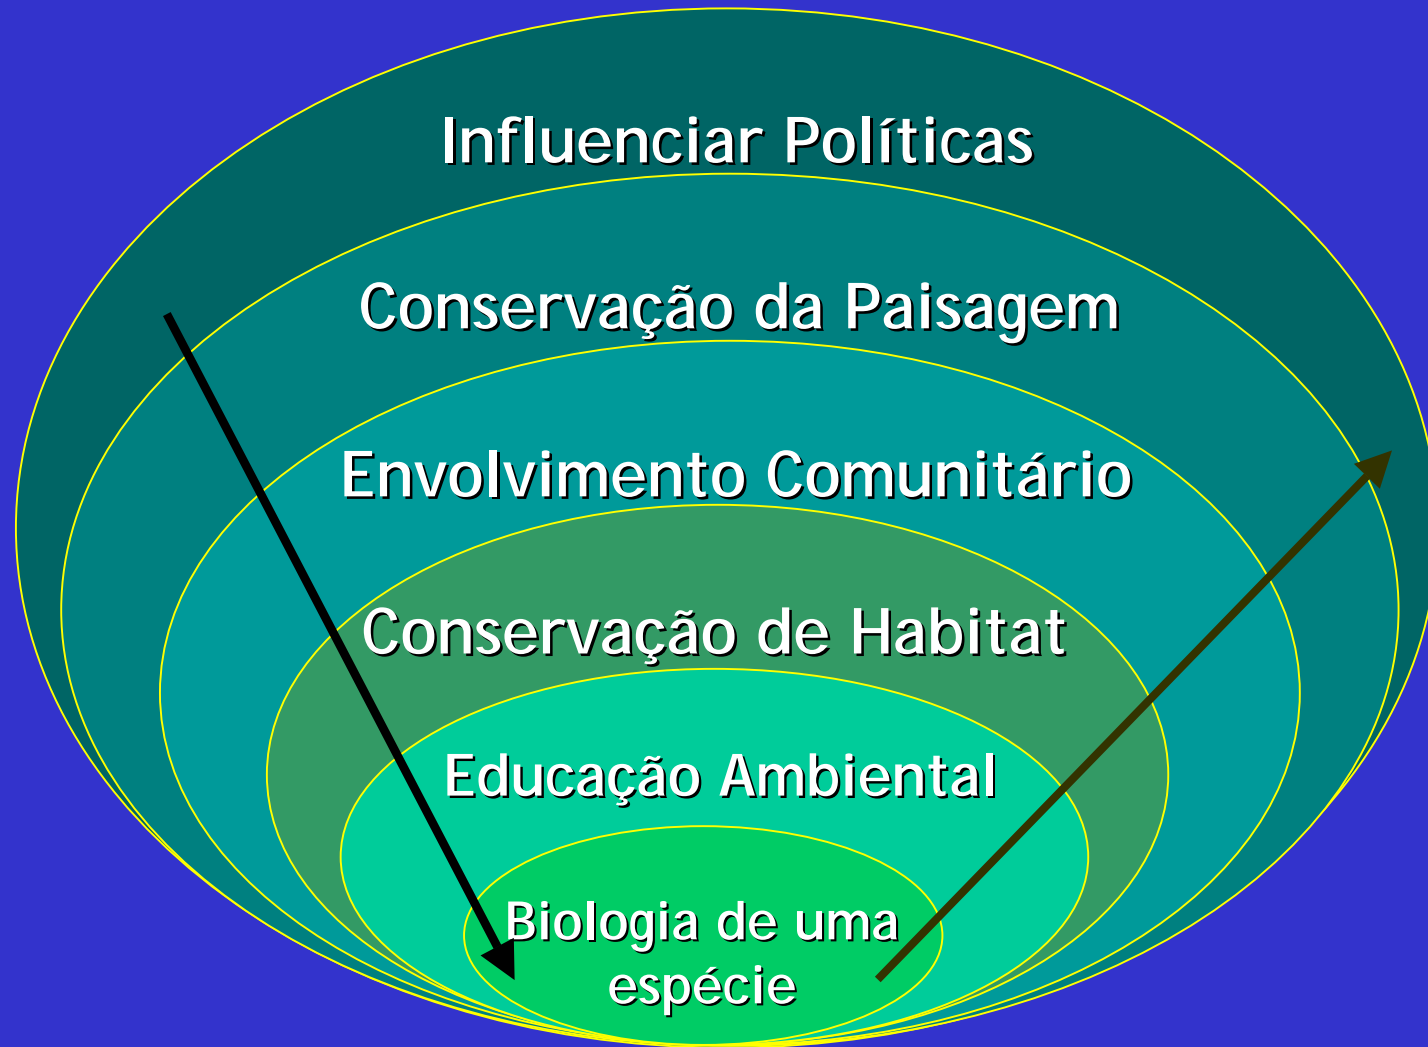 Influenciar Políticas
Conservação da Paisagem
Envolvimento Comunitário
Conservação de Habitat
Educação Ambiental
Biologia de uma
espécie